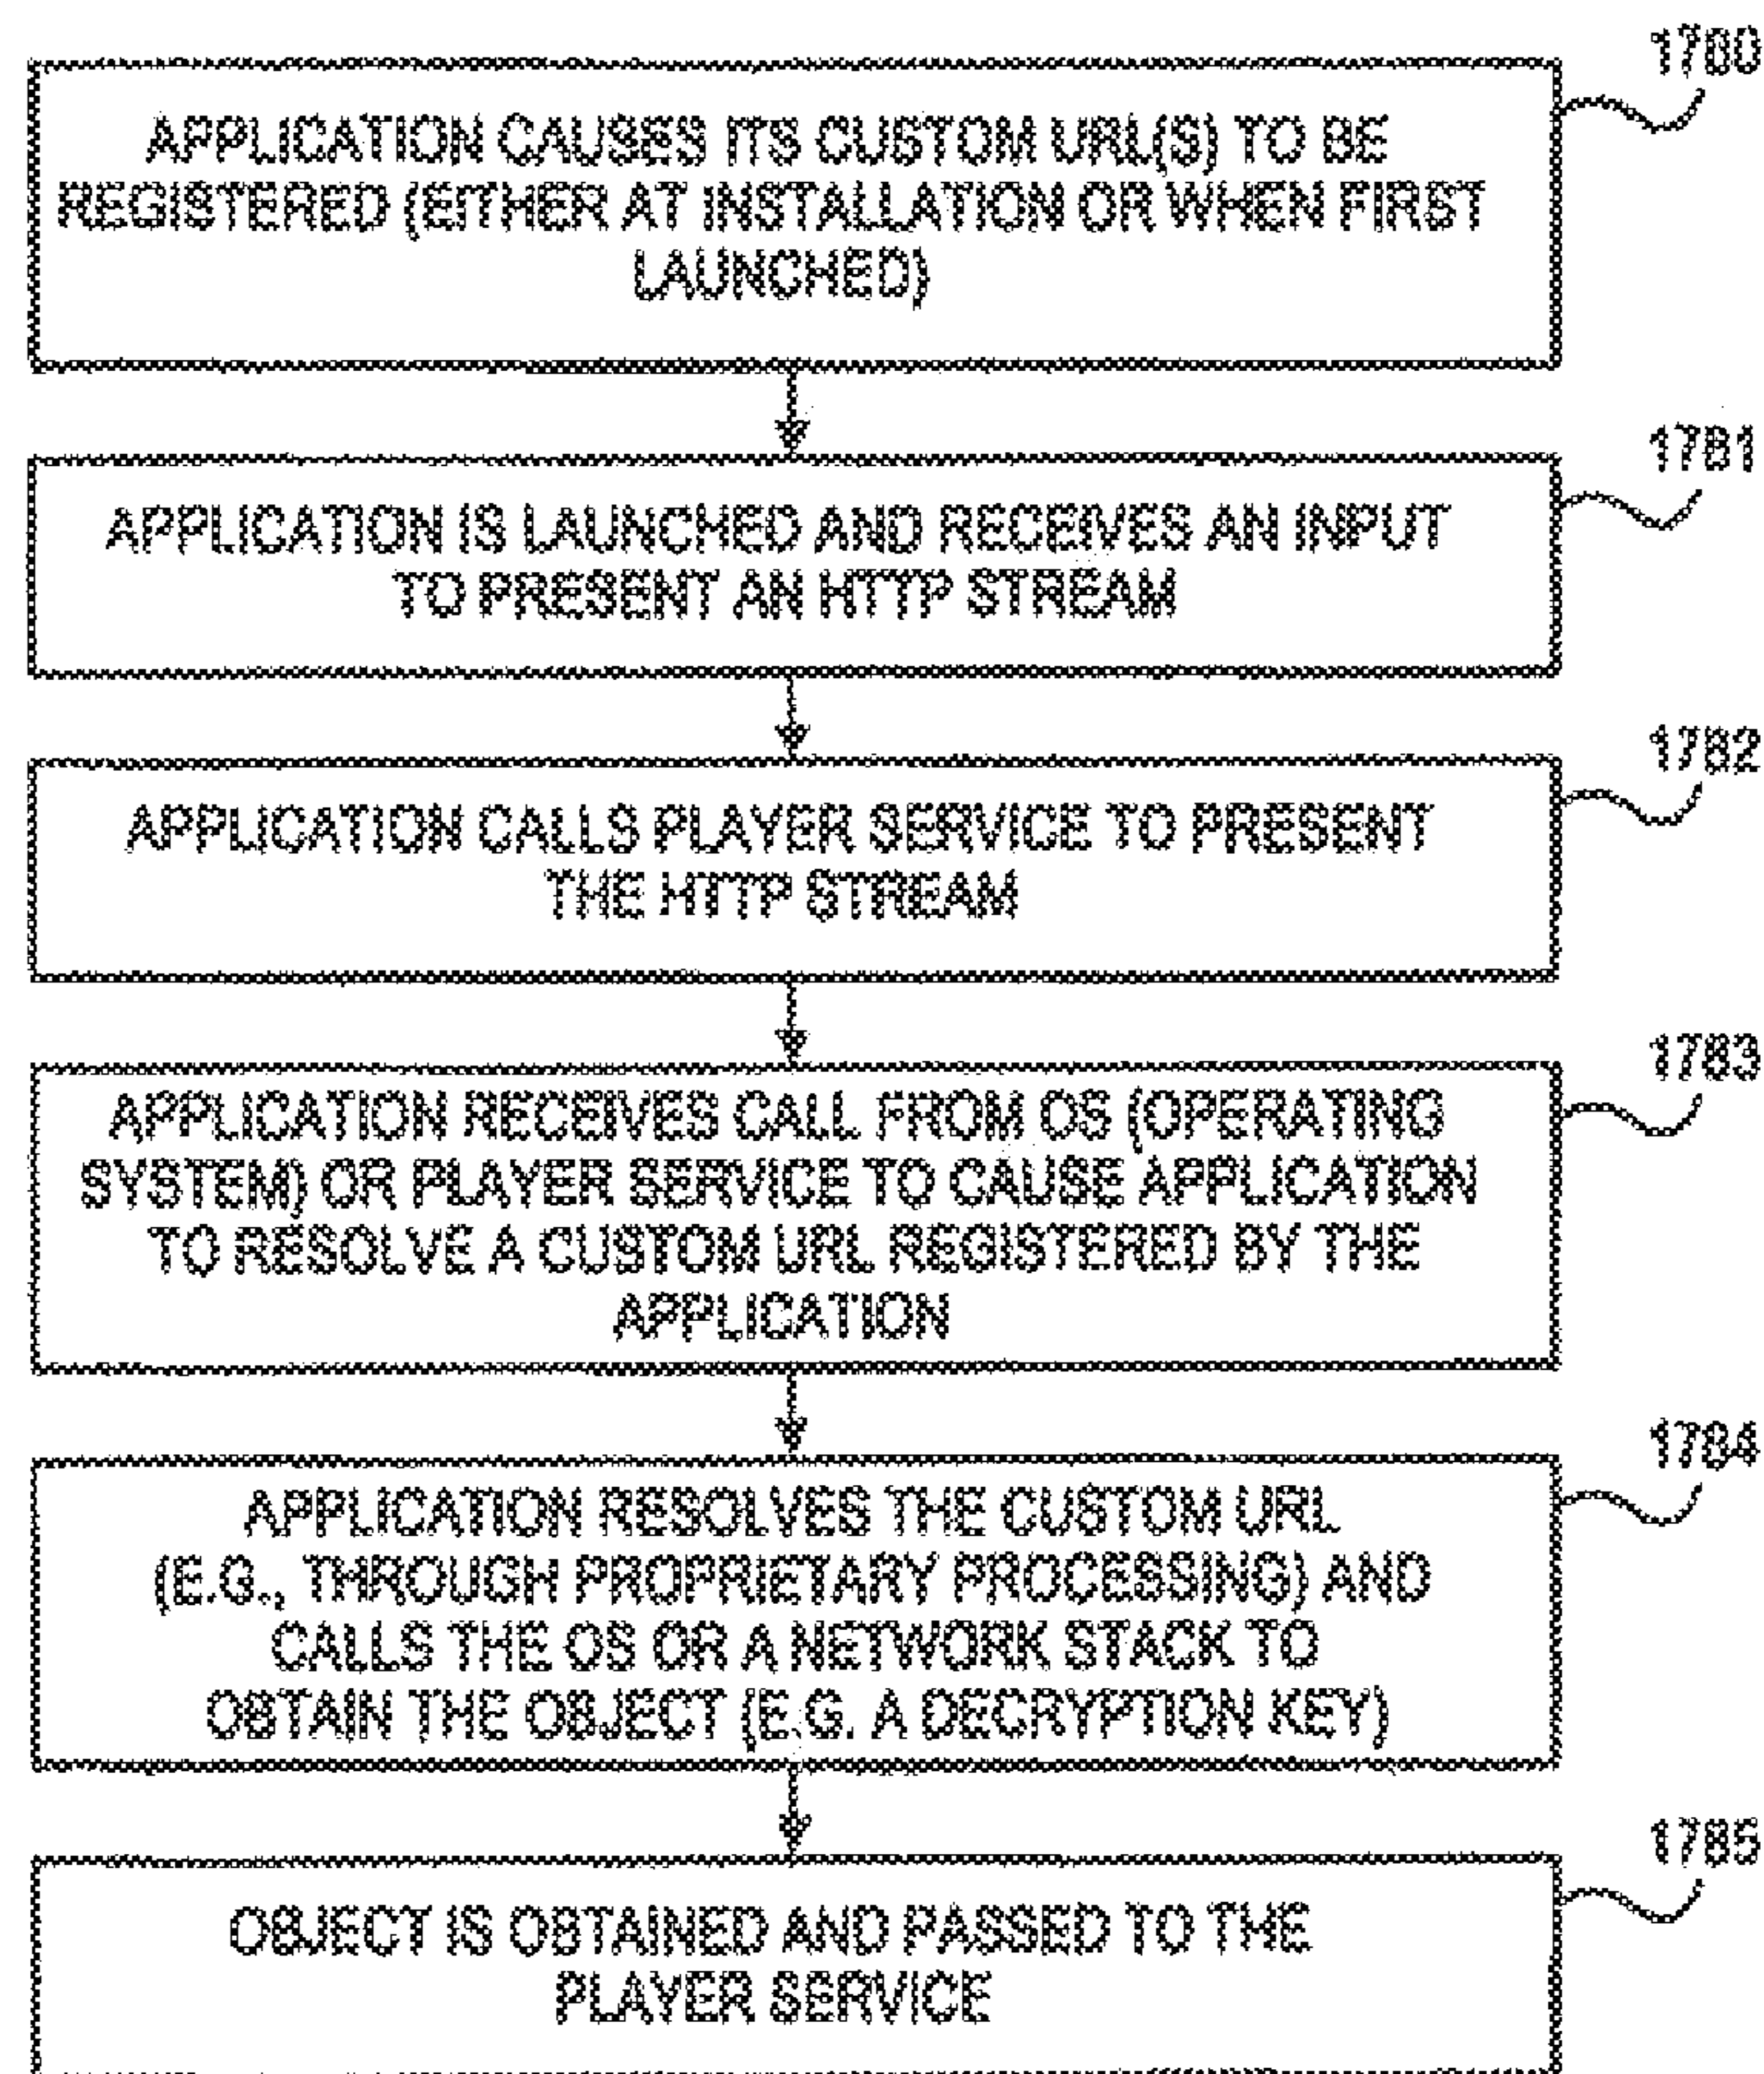 1780
APPLICATION CAUSES ITS CUSTOM URL(S) TO BE
REGISTERED (EITHER AT INSTALLATION OR WHEN FIRST
LAUNCHED)
1781
APPLICATION IS LAUNCHED AND RECEIVES AN INPUT
TO PRESENT AN HTTP STREAM
1782
APPLICATION CALLS PLAYER SERVICE TO PRESENT
THE HTTP STREAM
1783
APPLICATION RECEIVES CALL FROM OS (OPERATING
SYSTEM) OR PLAYER SERVICE TO CAUSE APPLICATION
TO RESOLVE A CUSTOM URL REGISTERED BY THE
APPLICATION
1784
APPLICATION RESOLVES THE CUSTOM URL
(E.G., THROUGH PROPRIETARY PROCESSING) AND
CALLS THE OS OR A NETWORK STACK TO
OBTAIN THE OBJECT (E.G. A DECRYPTION KEY)
1785
OBJECT IS OBTAINED AND PASSED TO THE
PLAYER SERVICE